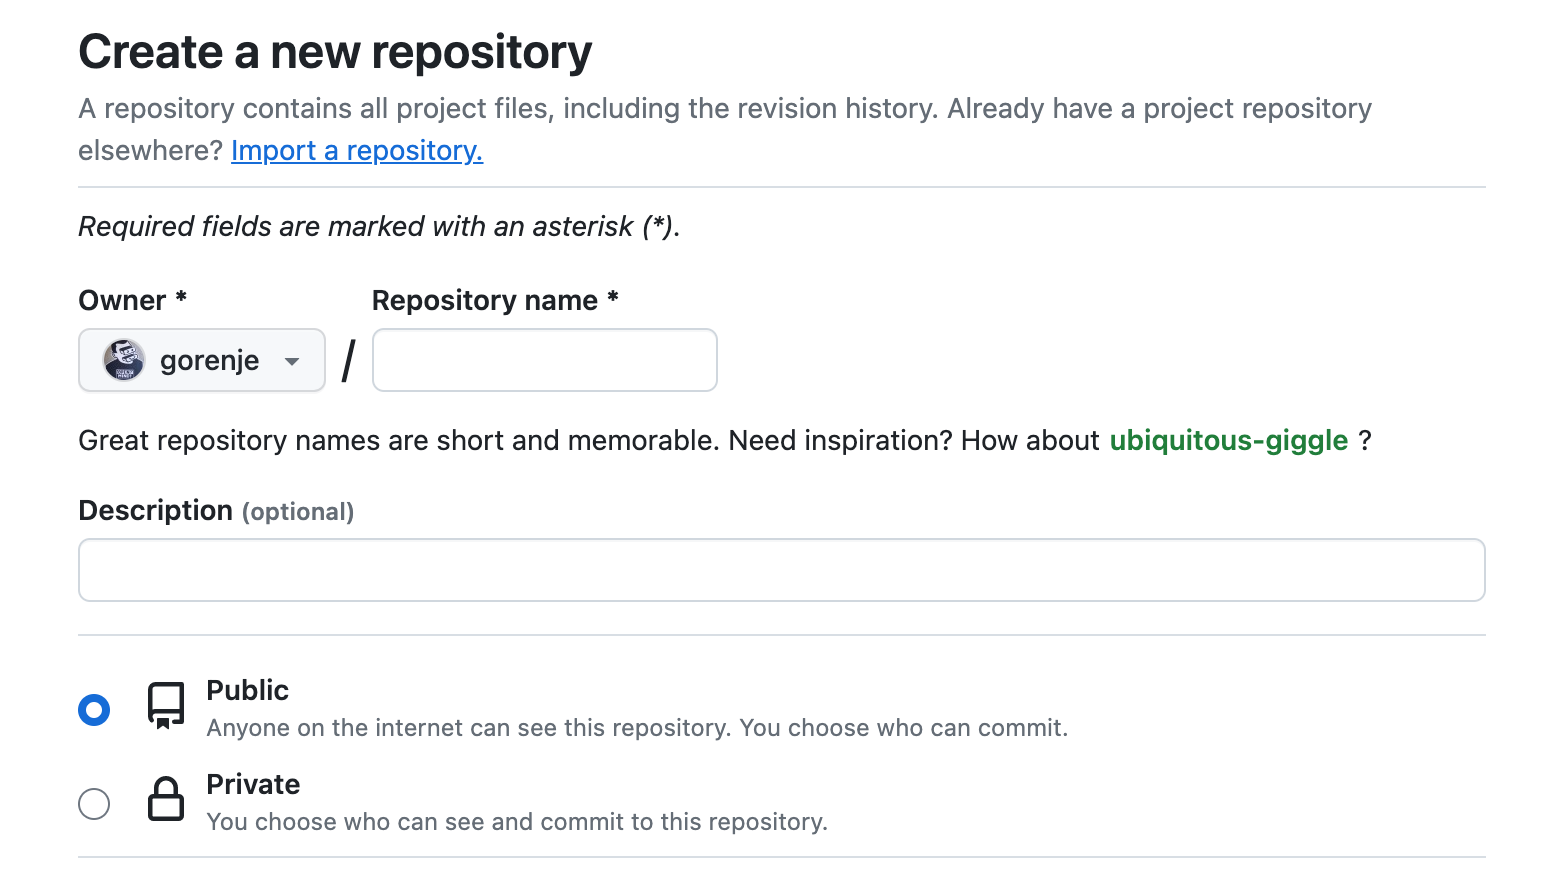 Create a new repository
A repository contains all project files, including the revision history. Already have a project repository
elsewhere? Import a repository.
Required fields are marked with an asterisk (*).
Owner * Repository name *
gorenje /
Great repository names are short and memorable. Need inspiration? How about ubiquitous-giggle ?
Description (optional)
Public
Anyone on the internet can see this repository. You choose who can commit.
Private
You choose who can see and commit to this repository.